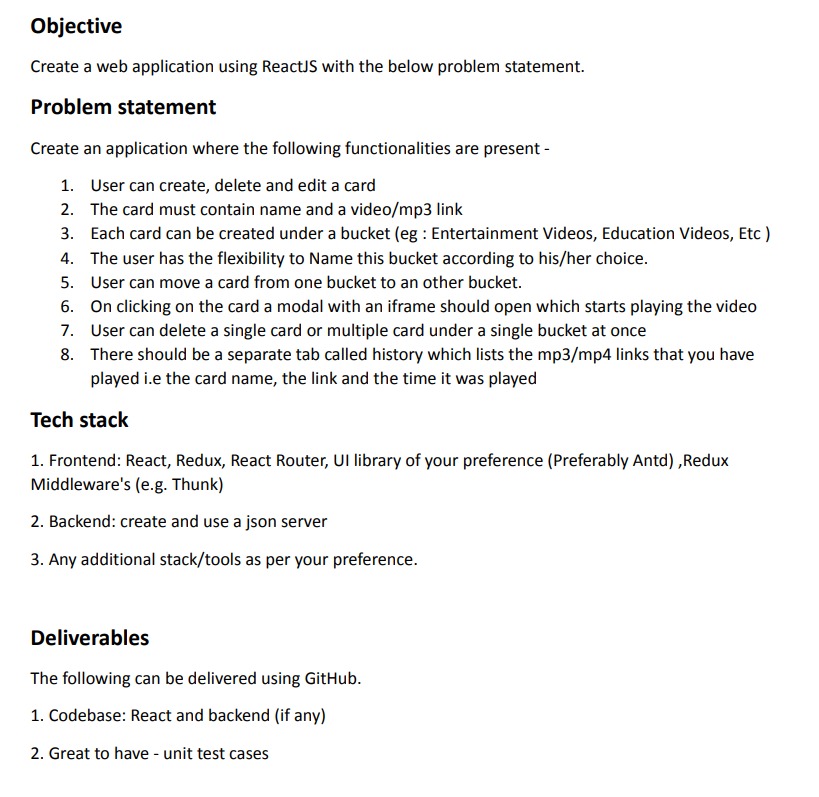 Objective
Create a web application using ReactJS with the below problem statement.
Problem statement
Create an application where the following functionalities are present -
1. User can create, delete and edit a card
2. The card must contain name and a video/mp3 link
3. Each card can be created under a bucket (eg : Entertainment Videos, Education Videos, Etc )
4. The user has the flexibility to Name this bucket according to his/her choice.
5. User can move a card from one bucket to an other bucket.
6. On clicking on the card a modal with an iframe should open which starts playing the video
7. User can delete a single card or multiple card under a single bucket at once
8. There should be a separate tab called history which lists the mp3/mp4 links that you have
played i.e the card name, the link and the time it was played
Tech stack
1. Frontend: React, Redux, React Router, UI library of your preference (Preferably Antd) ,Redux
Middleware's (e.g. Thunk)
2. Backend: create and use a json server
3. Any additional stack/tools as per your preference.
Deliverables
The following can be delivered using GitHub.
1. Codebase: React and backend (if any)
2. Great to have - unit test cases